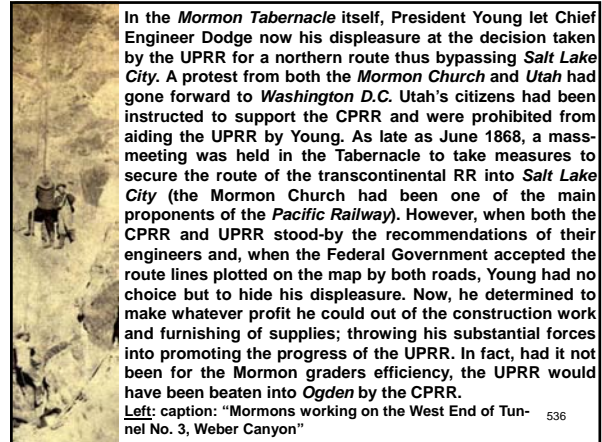 In the Mormon Tabernacle itself, President Young let Chief
Engineer Dodge now his displeasure at the decision taken
by the UPRR for a northern route thus bypassing Salt Lake
City. A protest from both the Mormon Church and Utah had
gone forward to Washington D.C. Utah’s citizens had been
instructed to support the CPRR and were prohibited from
aiding the UPRR by Young. As late as June 1868, a mass-
meeting was held in the Tabernacle to take measures to
secure the route of the transcontinental RR into Salt Lake
City (the Mormon Church had been one of the main
proponents of the Pacific Railway). However, when both the
CPRR and UPRR stood-by the recommendations of their
engineers and, when the Federal Government accepted the
route lines plotted on the map by both roads, Young had no
choice but to hide his displeasure. Now, he determined to
make whatever profit he could out of the construction work
and furnishing of supplies; throwing his substantial forces
into promoting the progress of the UPRR. In fact, had it not
been for the Mormon graders efficiency, the UPRR would
have been beaten into Ogden by the CPRR.
Left: caption: “Mormons working on the West End of Tun-
nel No. 3, Weber Canyon”
536